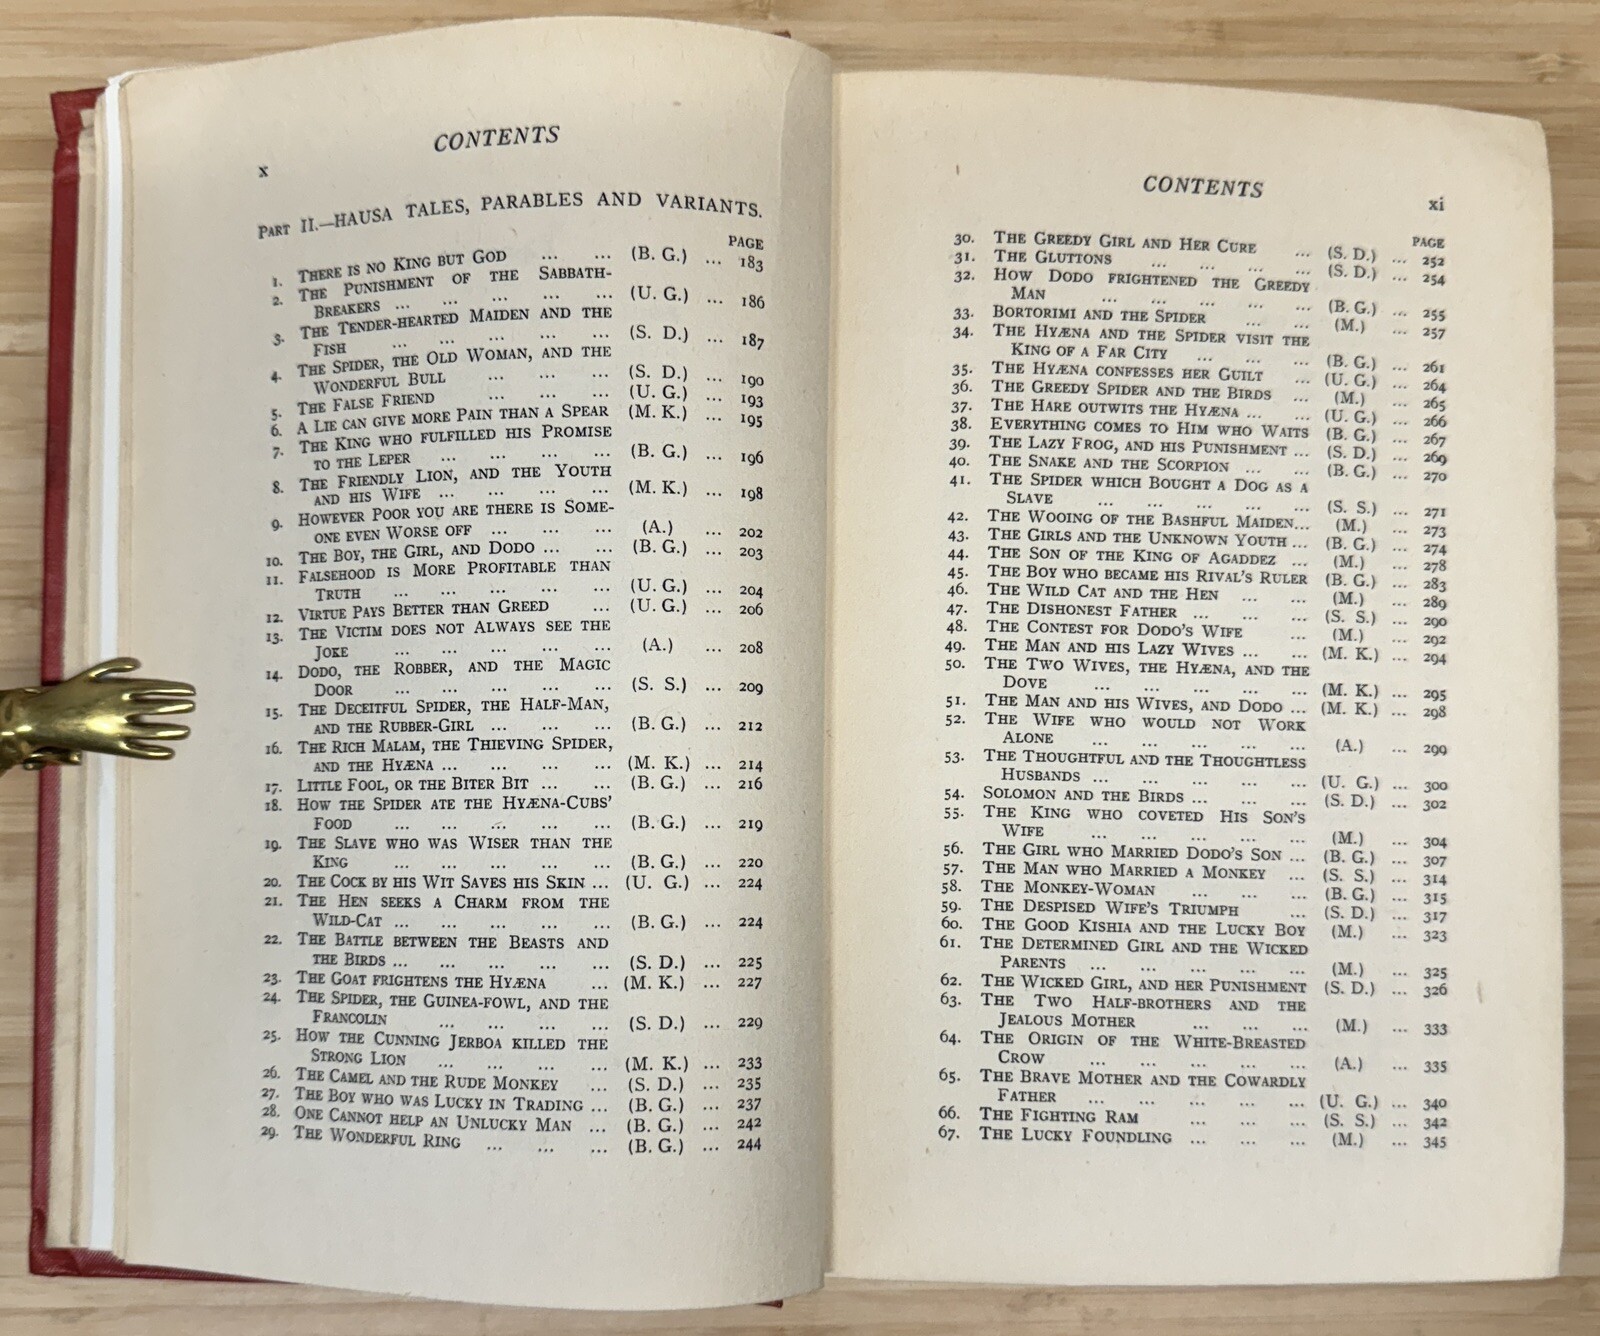 CONTENTS
x
PART II.—HAUSA TALES, PARABLES AND VARIANTS.
PAGE
1. THERE IS NO KING BUT GOD ... ... (B. G.) ... 183
2. THE PUNISHMENT OF THE SABBATH-
BREAKERS ... ... ... ... ... (U. G.) ... 186
3. THE TENDER-HEARTED MAIDEN AND THE
FISH ... ... ... ... ... (S. D.) ... 187
4. THE SPIDER, THE OLD WOMAN, AND THE
WONDERFUL BULL ... ... ... (S. D.) ... 190
5. THE FALSE FRIEND ... ... ... (U. G.) ... 193
6. A LIE CAN GIVE MORE PAIN THAN A SPEAR (M. K.) ... 195
7. THE KING WHO FULFILLED HIS PROMISE
TO THE LEPER ... ... ... ... (B. G.) ... 196
8. THE FRIENDLY LION, AND THE YOUTH
AND HIS WIFE ... ... ... ... (M. K.) ... 198
9. HOWEVER POOR YOU ARE THERE IS SOME-
ONE EVEN WORSE OFF ... ... ... (A.) ... 202
10. THE BOY, THE GIRL, AND DODO ... ... (B. G.) ... 203
11. FALSEHOOD IS MORE PROFITABLE THAN
TRUTH ... ... ... ... ... (U. G.) ... 204
12. VIRTUE PAYS BETTER THAN GREED ... (U. G.) ... 206
13. THE VICTIM DOES NOT ALWAYS SEE THE
JOKE ... ... ... ... ... (A.) ... 208
14. DODO, THE ROBBER, AND THE MAGIC
DOOR ... ... ... ... ... (S. S.) ... 209
15. THE DECEITFUL SPIDER, THE HALF-MAN,
AND THE RUBBER-GIRL ... ... ... (B. G.) ... 212
16. THE RICH MALAM, THE THIEVING SPIDER,
AND THE HYÆNA ... ... ... ... (M. K.) ... 214
17. LITTLE FOOL, OR THE BITER BIT ... ... (B. G.) ... 216
18. HOW THE SPIDER ATE THE HYÆNA-CUBS'
FOOD ... ... ... ... ... (B. G.) ... 219
19. THE SLAVE WHO WAS WISER THAN THE
KING ... ... ... ... ... (B. G.) ... 220
20. THE COCK BY HIS WIT SAVES HIS SKIN ... (U. G.) ... 224
21. THE HEN SEEKS A CHARM FROM THE
WILD-CAT ... ... ... ... ... (B. G.) ... 224
22. THE BATTLE BETWEEN THE BEASTS AND
THE BIRDS ... ... ... ... ... (S. D.) ... 225
23. THE GOAT FRIGHTENS THE HYÆNA ... (M. K.) ... 227
24. THE SPIDER, THE GUINEA-FOWL, AND THE
FRANCOLIN ... ... ... ... (S. D.) ... 229
25. HOW THE CUNNING JERBOA KILLED THE
STRONG LION ... ... ... ... (M. K.) ... 233
26. THE CAMEL AND THE RUDE MONKEY ... (S. D.) ... 235
27. THE BOY WHO WAS LUCKY IN TRADING ... (B. G.) ... 237
28. ONE CANNOT HELP AN UNLUCKY MAN ... (B. G.) ... 242
29. THE WONDERFUL RING ... ... ... (B. G.) ... 244
CONTENTS
xi
PAGE
30. THE GREEDY GIRL AND HER CURE ... (S. D.) ... 252
31. THE GLUTTONS ... ... ... ... (S. D.) ... 254
32. HOW DODO FRIGHTENED THE GREEDY
MAN ... ... ... ... ... (B. G.) ... 255
33. BORTORIMI AND THE SPIDER ... ... (M.) ... 257
34. THE HYÆNA AND THE SPIDER VISIT THE
KING OF A FAR CITY ... ... ... (B. G.) ... 261
35. THE HYÆNA CONFESSES HER GUILT ... (U. G.) ... 264
36. THE GREEDY SPIDER AND THE BIRDS ... (M.) ... 265
37. THE HARE OUTWITS THE HYÆNA ... ... (U. G.) ... 266
38. EVERYTHING COMES TO HIM WHO WAITS (B. G.) ... 267
39. THE LAZY FROG, AND HIS PUNISHMENT ... (S. D.) ... 269
40. THE SNAKE AND THE SCORPION ... ... (B. G.) ... 270
41. THE SPIDER WHICH BOUGHT A DOG AS A
SLAVE ... ... ... ... ... (S. S.) ... 271
42. THE WOOING OF THE BASHFUL MAIDEN... (M.) ... 273
43. THE GIRLS AND THE UNKNOWN YOUTH ... (B. G.) ... 274
44. THE SON OF THE KING OF AGADDEZ ... (M.) ... 278
45. THE BOY WHO BECAME HIS RIVAL'S RULER (B. G.) ... 283
46. THE WILD CAT AND THE HEN ... ... (M.) ... 289
47. THE DISHONEST FATHER ... ... ... (S. S.) ... 290
48. THE CONTEST FOR DODO'S WIFE ... (M.) ... 292
49. THE MAN AND HIS LAZY WIVES ... ... (M. K.) ... 294
50. THE TWO WIVES, THE HYÆNA, AND THE
DOVE ... ... ... ... ... (M. K.) ... 295
51. THE MAN AND HIS WIVES, AND DODO ... (M. K.) ... 298
52. THE WIFE WHO WOULD NOT WORK
ALONE ... ... ... ... ... (A.) ... 299
53. THE THOUGHTFUL AND THE THOUGHTLESS
HUSBANDS ... ... ... ... ... (U. G.) ... 300
54. SOLOMON AND THE BIRDS ... ... ... (S. D.) ... 302
55. THE KING WHO COVETED HIS SON'S
WIFE ... ... ... ... ... (M.) ... 304
56. THE GIRL WHO MARRIED DODO'S SON ... (B. G.) ... 307
57. THE MAN WHO MARRIED A MONKEY ... (S. S.) ... 314
58. THE MONKEY-WOMAN ... ... ... (B. G.) ... 315
59. THE DESPISED WIFE'S TRIUMPH ... (S. D.) ... 317
60. THE GOOD KISHIA AND THE LUCKY BOY (M.) ... 323
61. THE DETERMINED GIRL AND THE WICKED
PARENTS ... ... ... ... ... (M.) ... 325
62. THE WICKED GIRL, AND HER PUNISHMENT (S. D.) ... 326
63. THE TWO HALF-BROTHERS AND THE
JEALOUS MOTHER ... ... ... (M.) ... 333
64. THE ORIGIN OF THE WHITE-BREASTED
CROW ... ... ... ... ... (A.) ... 335
65. THE BRAVE MOTHER AND THE COWARDLY
FATHER ... ... ... ... ... (U. G.) ... 340
66. THE FIGHTING RAM ... ... ... (S. S.) ... 342
67. THE LUCKY FOUNDLING ... ... ... (M.) ... 345